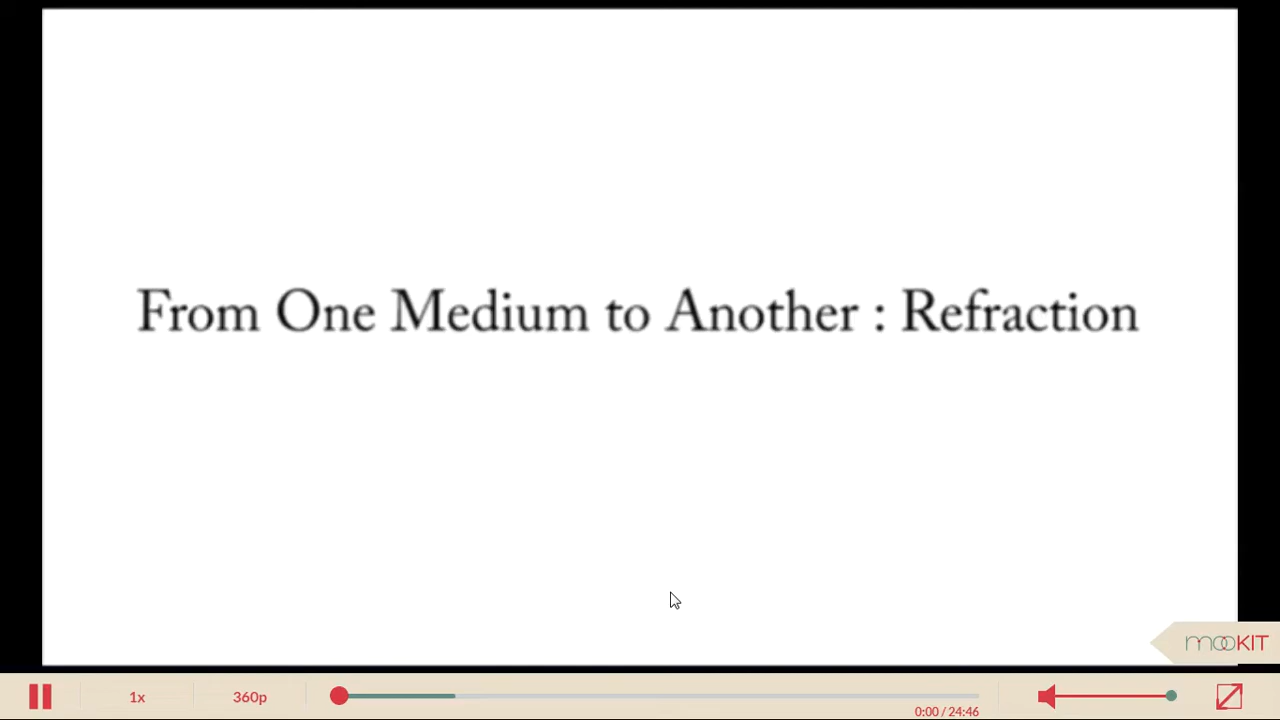 From One Medium to Another : Refraction
mooKIT
1x
360p
0:00 / 24:46